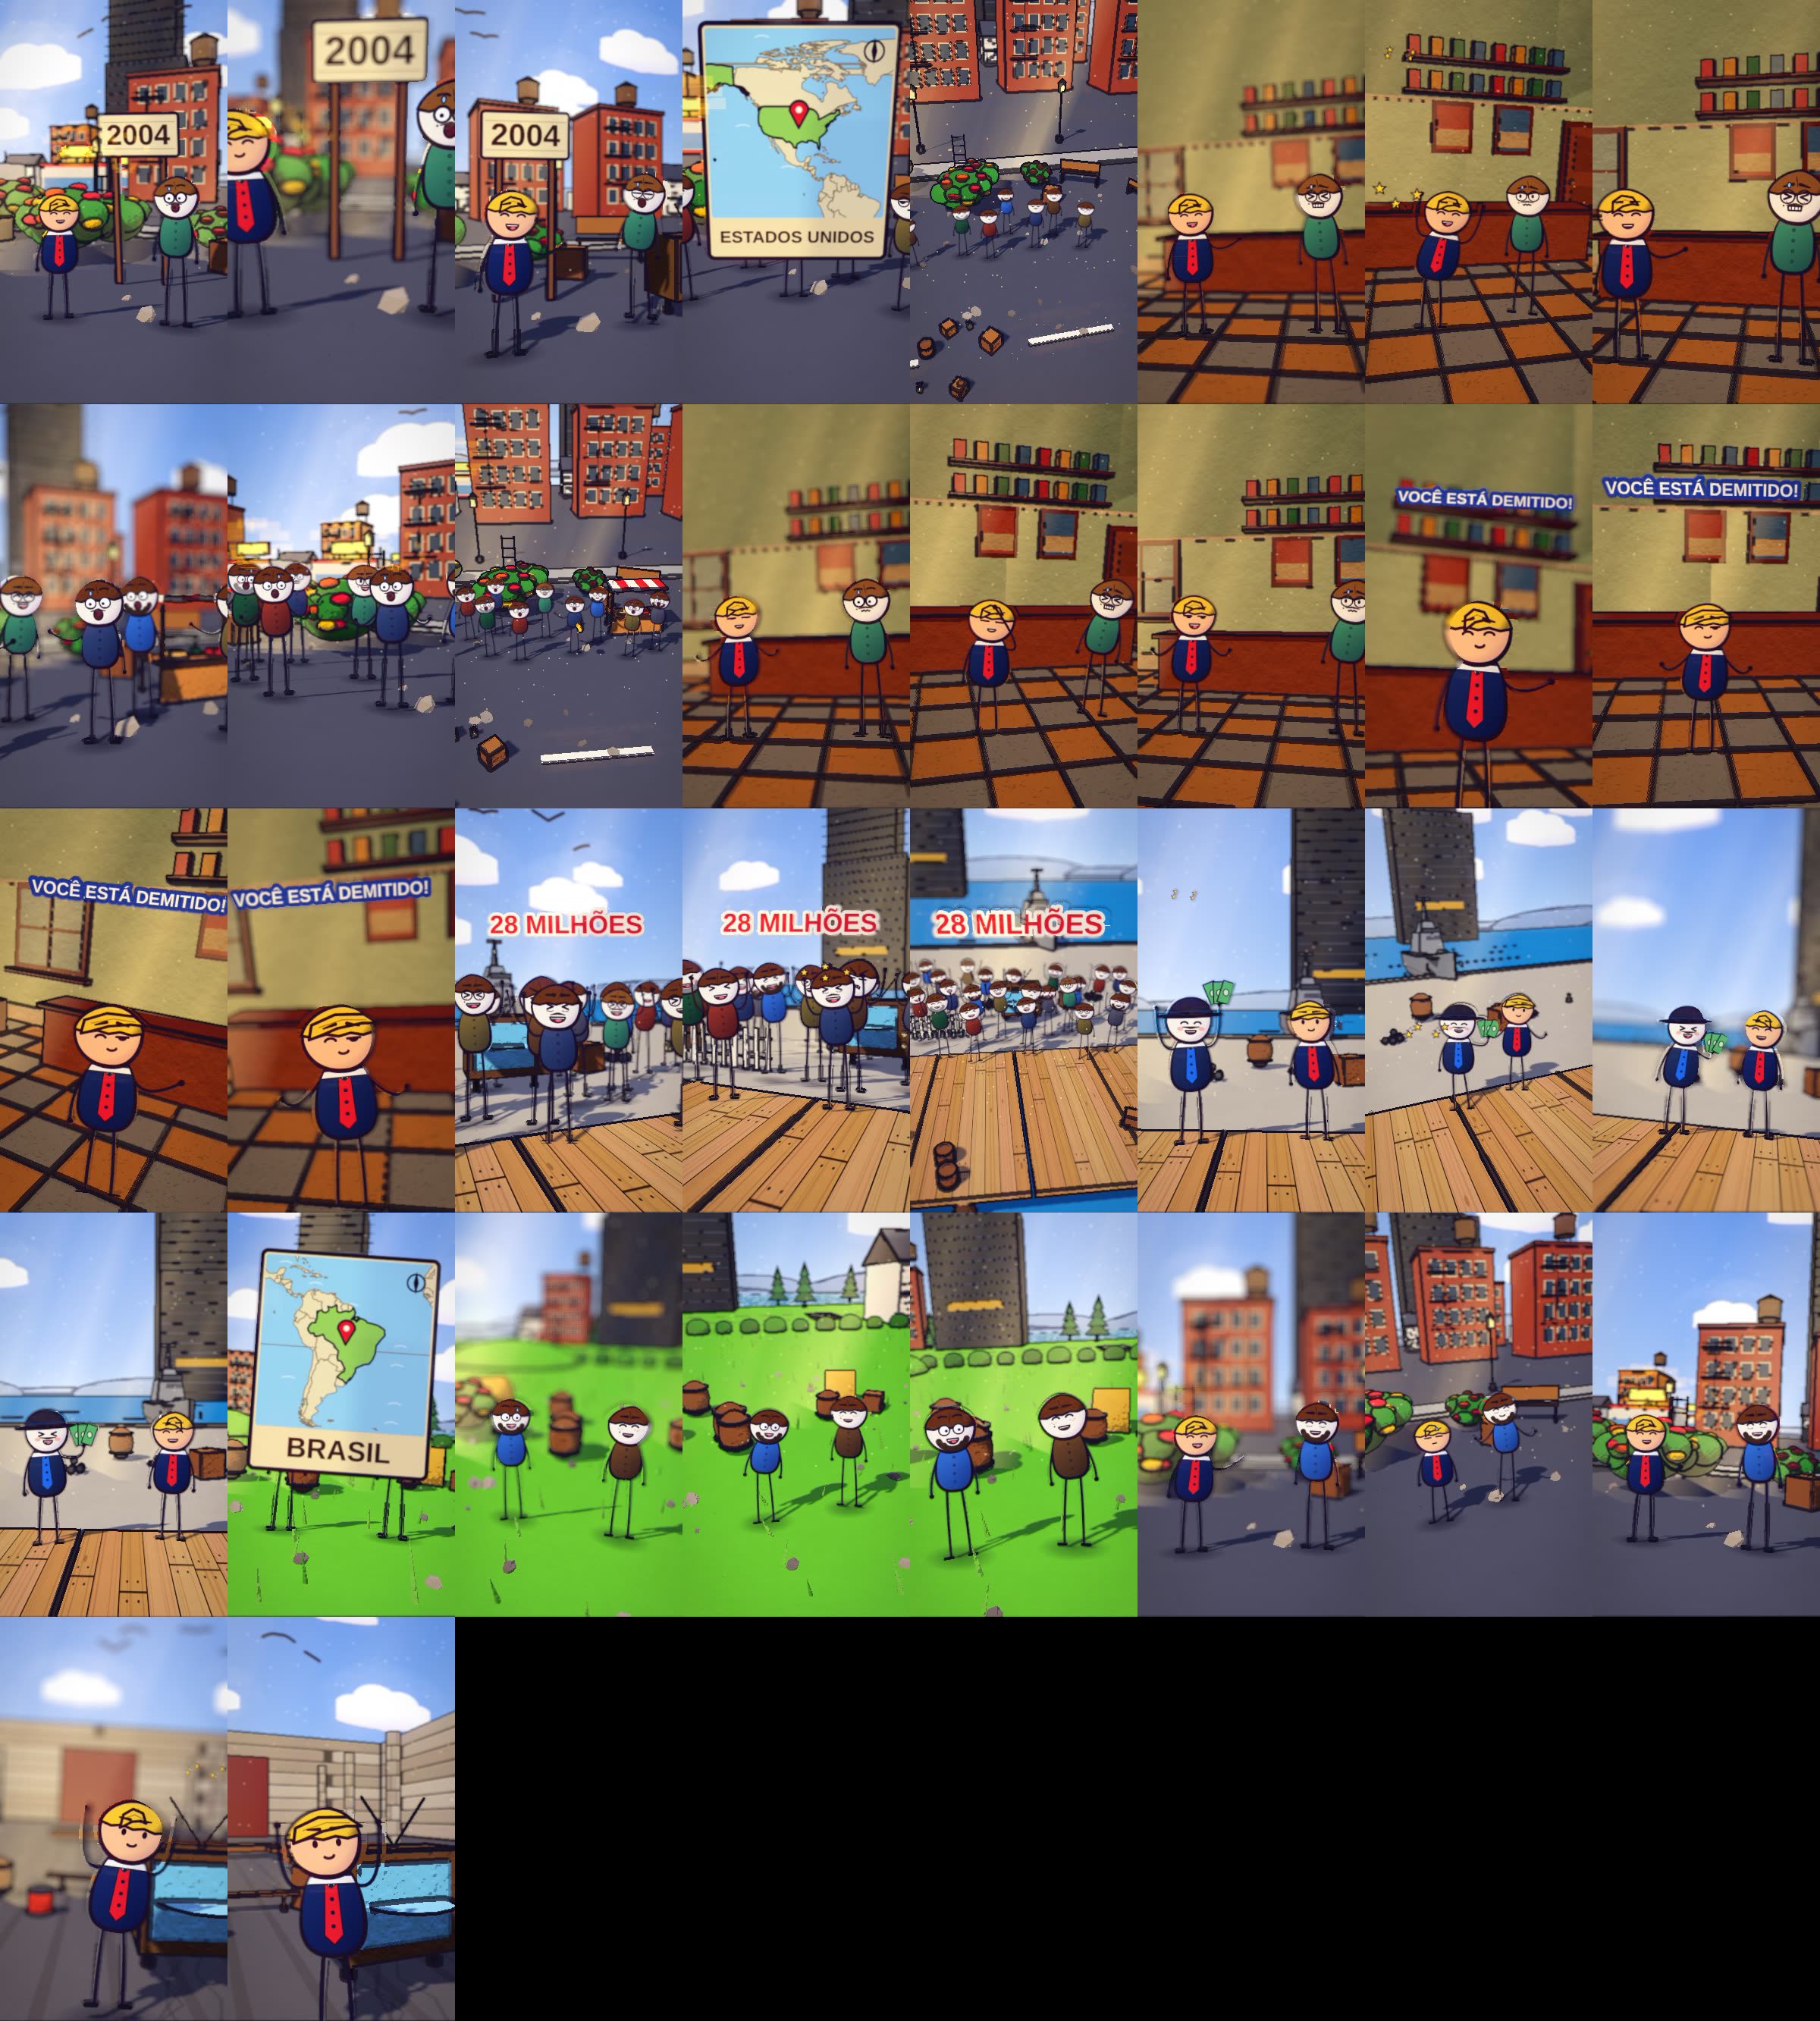 2004
2004
2004
ESTADOS UNIDOS
VOCÊ ESTÁ DEMITIDO!
VOCÊ ESTÁ DEMITIDO!
VOCÊ ESTÁ DEMITIDO!
VOCÊ ESTÁ DEMITIDO!
28 MILHÕES
28 MILHÕES
28 MILHÕES
BRASIL